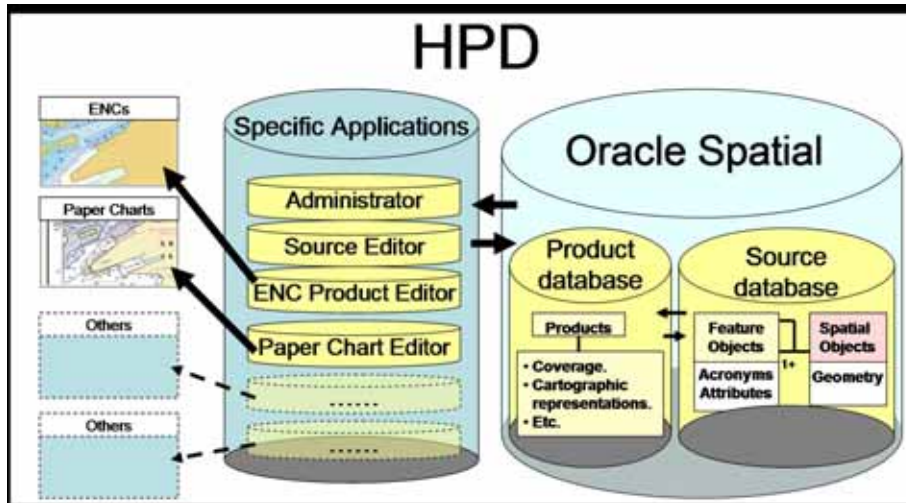 HPD
ENCs
Paper Charts
Others
Others
Specific Applications
Administrator
Source Editor
ENC Product Editor
Paper Chart Editor
.....
.....
Oracle Spatial
Product
database
Products
• Coverage.
• Cartographic
representations.
• Etc.
Source
database
Feature
Objects
Acronyms
Attributes
1+
Spatial
Objects
Geometry